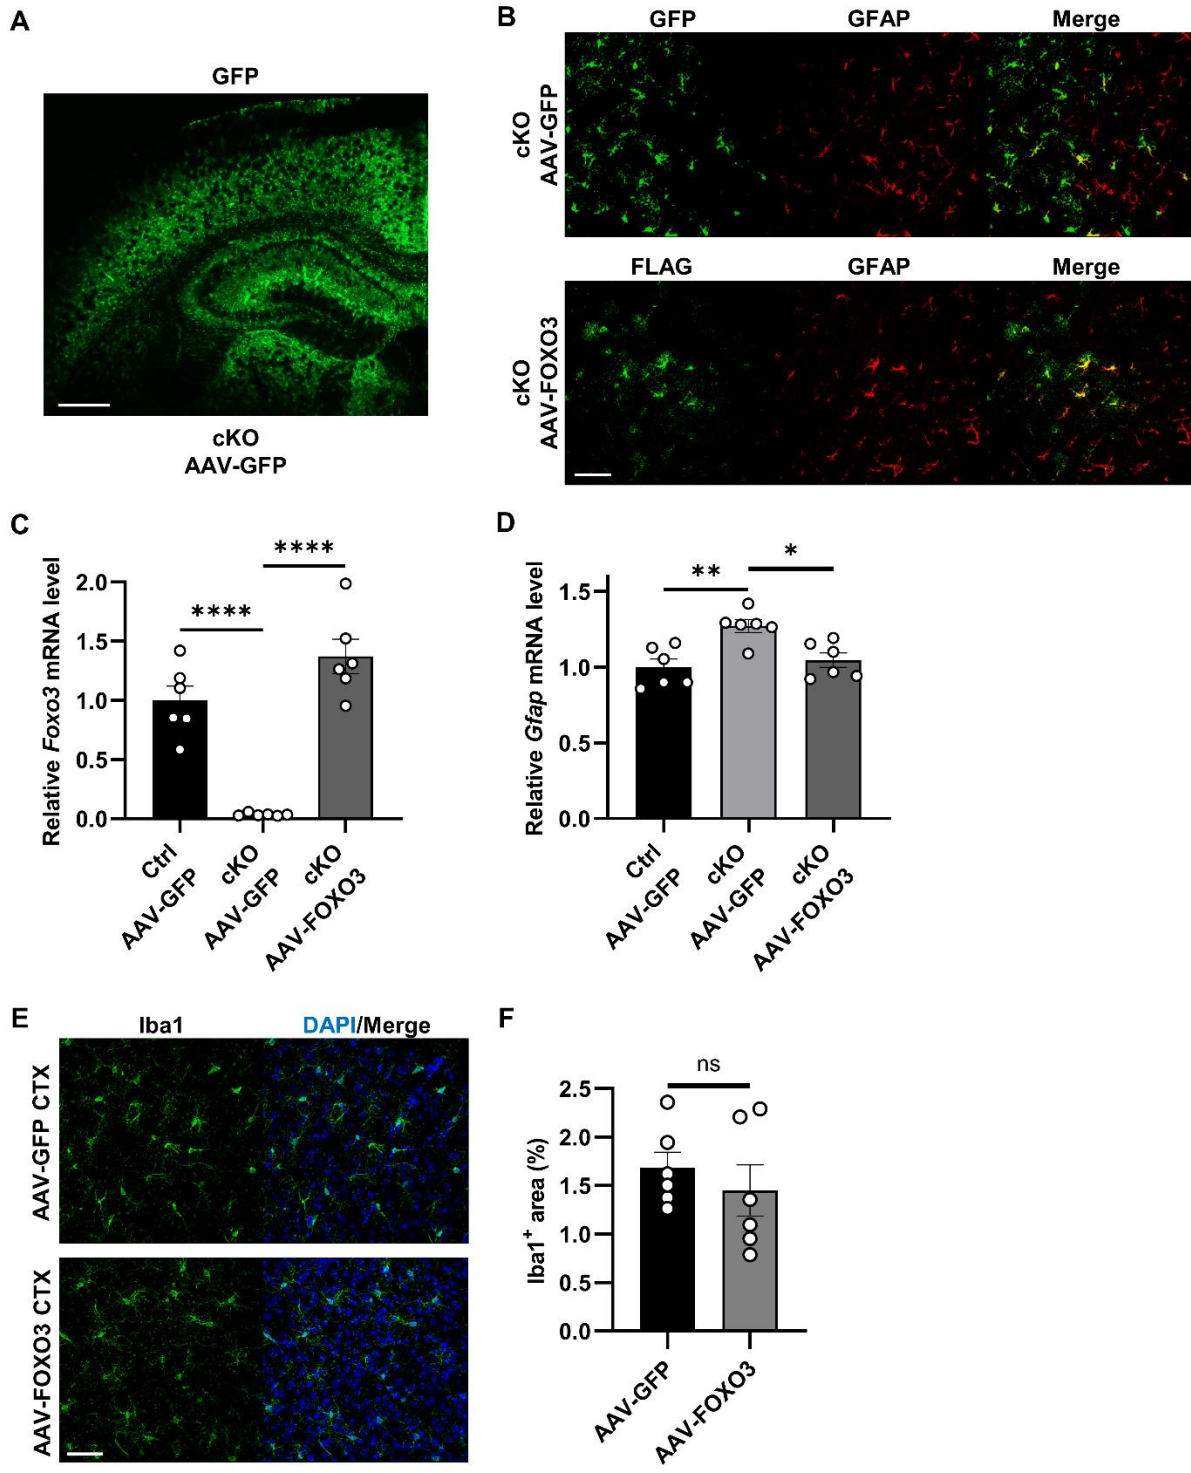 A
GFP
cKO
AAV-GFP
B
GFP GFAP Merge
cKO
AAV-GFP
FLAG GFAP Merge
cKO
AAV-FOXO3
C
Relative Foxo3 mRNA level
2.0
1.5
1.0
0.5
0.0
****
****
Ctrl
AAV-GFP
cKO
AAV-GFP
cKO
AAV-FOXO3
D
Relative Gfap mRNA level
1.5
1.0
0.5
0.0
**
*
Ctrl
AAV-GFP
cKO
AAV-GFP
cKO
AAV-FOXO3
E
Iba1 DAPI/Merge
AAV-GFP CTX
AAV-FOXO3 CTX
F
Iba1⁺ area (%)
2.5
2.0
1.5
1.0
0.5
0.0
ns
AAV-GFP
AAV-FOXO3